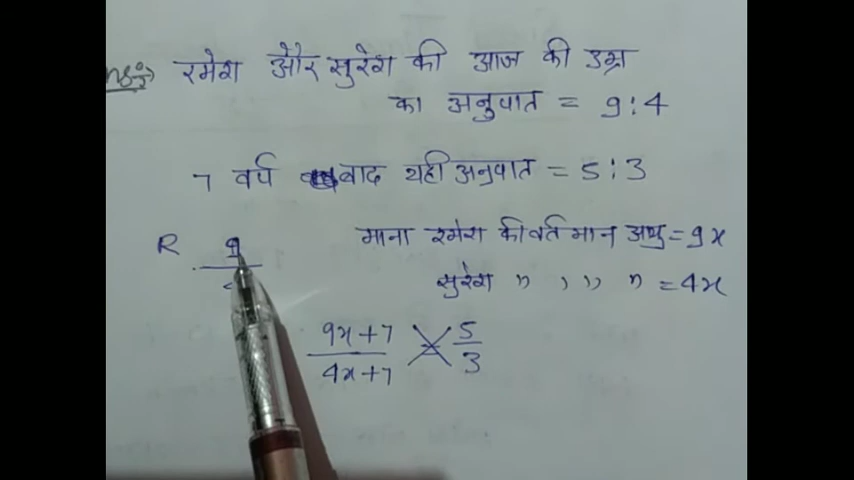 Ans:→ रमेश और सुरेश की आज की उम्र
का अनुपात = 9:4
7 वर्ष बाद यही अनुपात = 5:3
R 9
माना रमेश की वर्तमान आयु = 9x
सुरेश " , " " = 4x
9x+7 = 5
4x+7 3